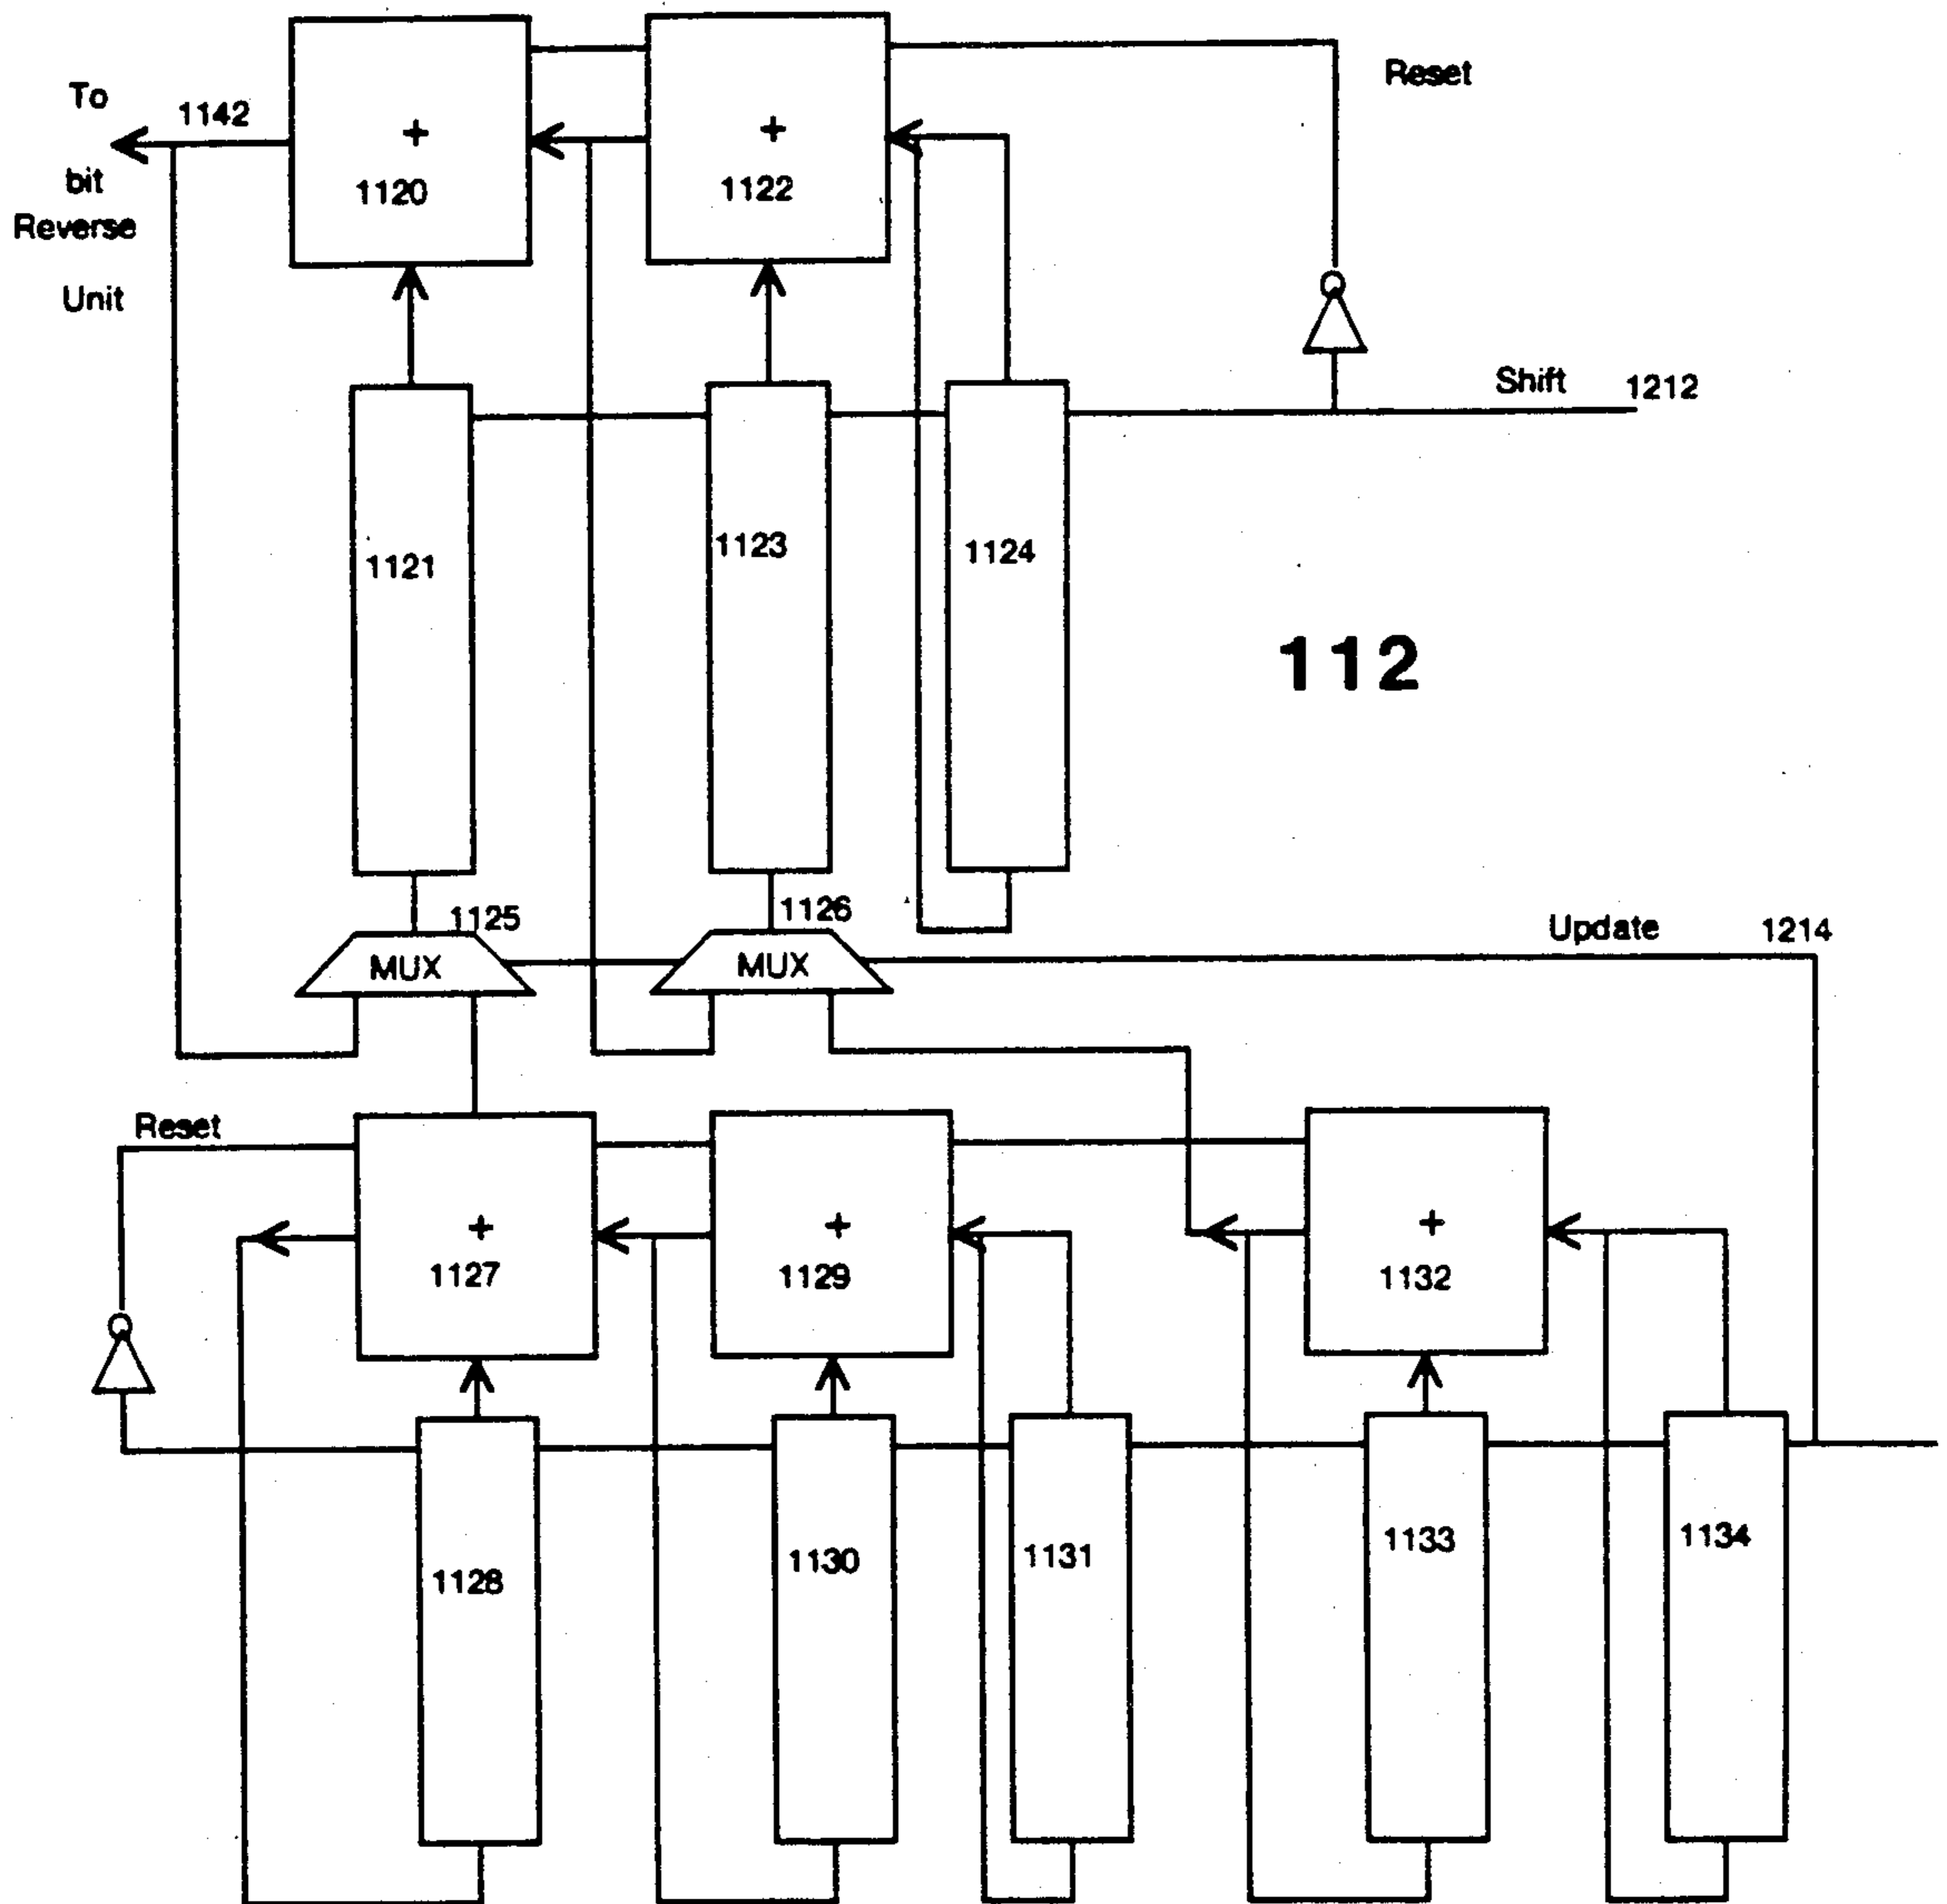 Reset
To
1142
+
+
bit
1120
1122
Reverse
Unit
Shift 1212
1121
1123
1124
112
1125
1126
Update 1214
MUX
MUX
Reset
+
+
+
1127
1129
1132
1128
1130
1131
1133
1134